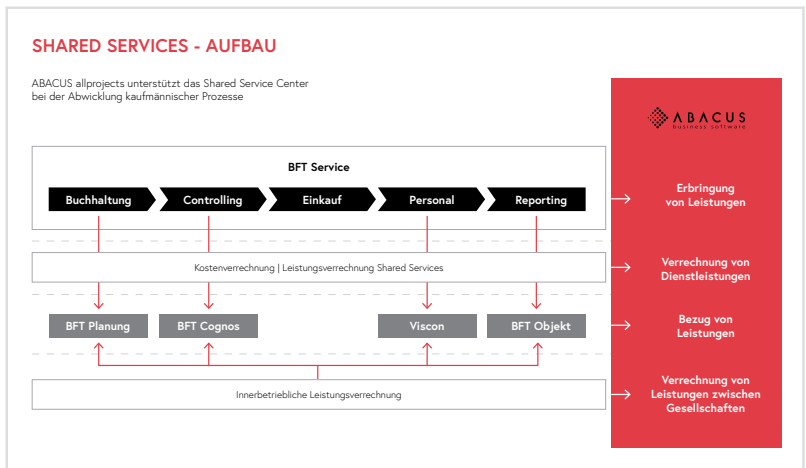 SHARED SERVICES - AUFBAU
ABACUS allprojects unterstützt das Shared Service Center
bei der Abwicklung kaufmännischer Prozesse
ABACUS
business software
BFT Service
Buchhaltung
Controlling
Einkauf
Personal
Reporting
Erbringung
von Leistungen
Kostenverrechnung | Leistungsverrechnung Shared Services
Verrechnung von
Dienstleistungen
BFT Planung
BFT Cognos
Viscon
BFT Objekt
Bezug von
Leistungen
Innerbetriebliche Leistungsverrechnung
Verrechnung von
Leistungen zwischen
Gesellschaften